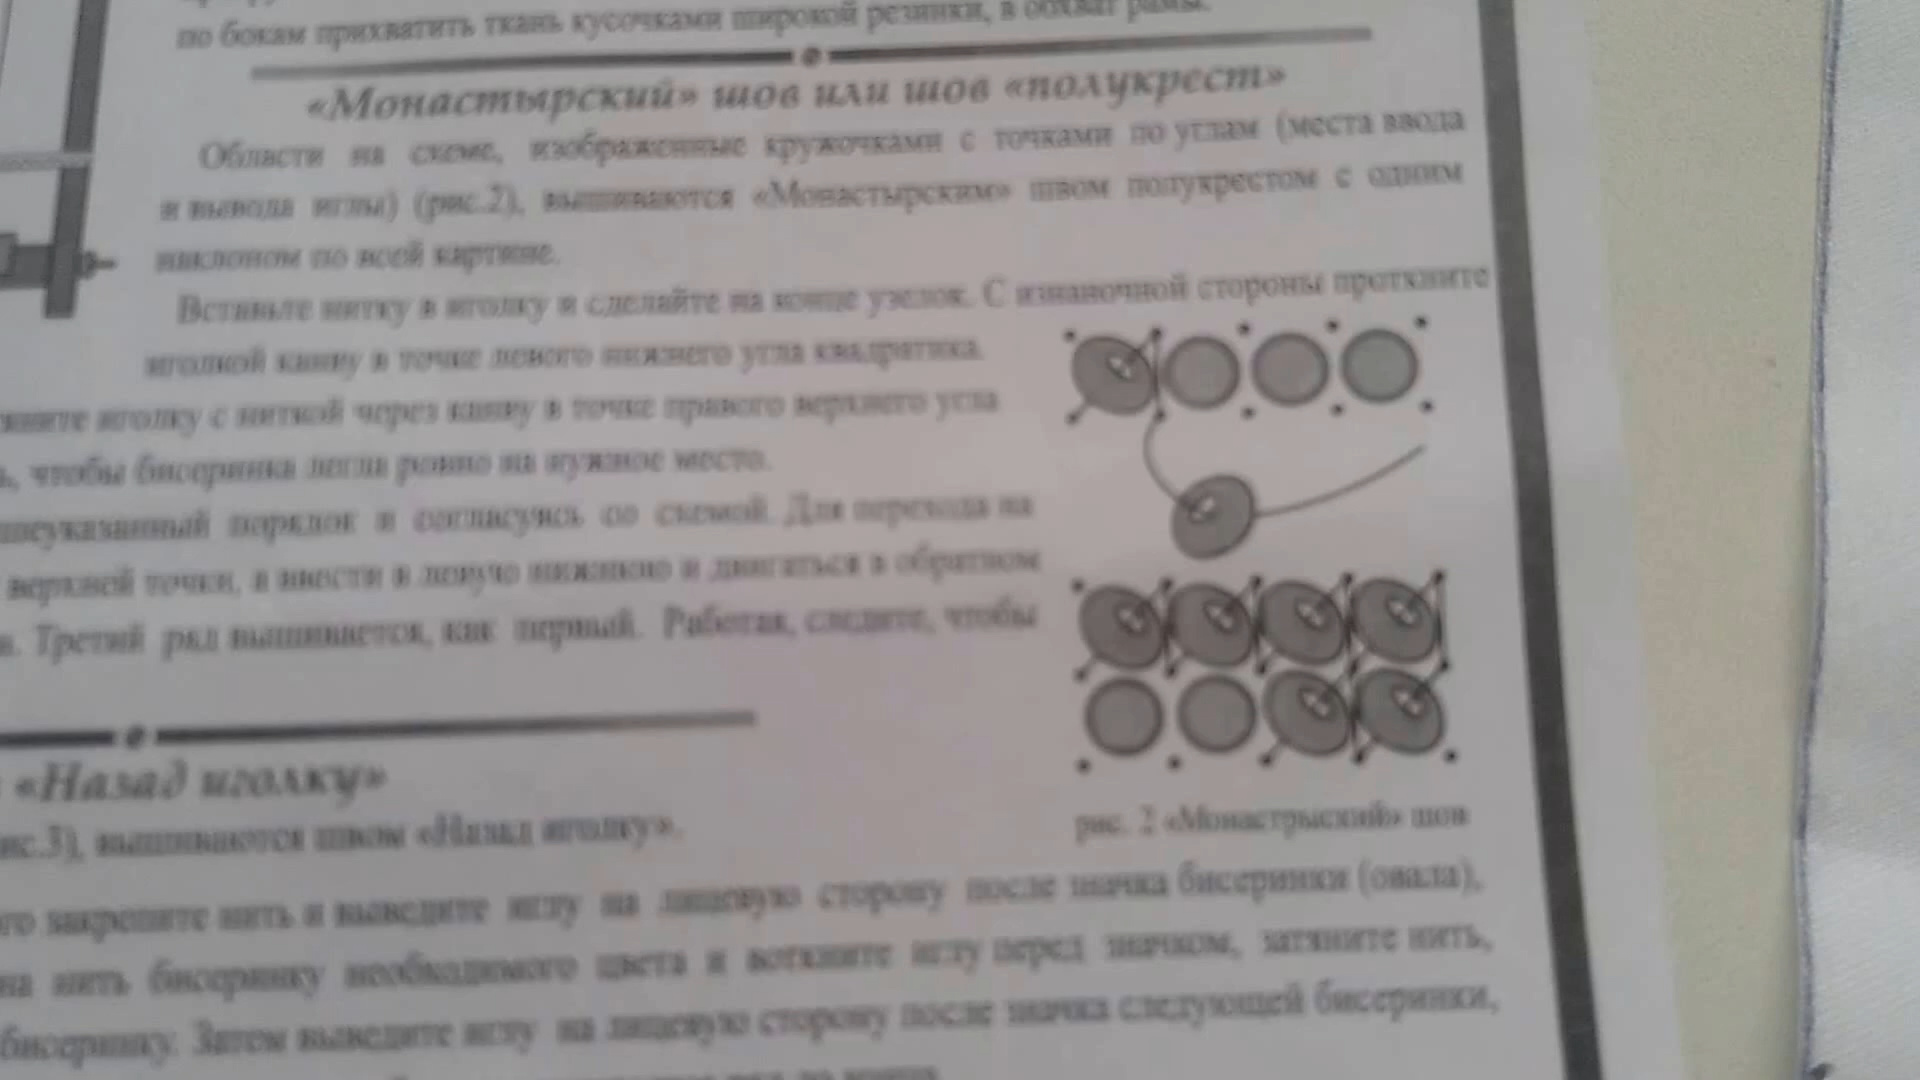 по бокам прихватить ткань кусочками широкой резинки, в обхват рамы.
«Монастырский» шов или шов «полукрест»
Области на схеме, изображенные кружочками с точками по углам (места ввода
и вывода иглы) (рис.2), вышиваются «Монастырским» швом полукрестом с одним
наклоном по всей картине.
Вставьте нитку в иголку и сделайте на конце узелок. С изнаночной стороны проткните
иголкой канву в точке левого нижнего угла квадратика.
иголку с ниткой через канву в точке правого верхнего угла
чтобы бисеринка легла ровно на нужное место.
порядок и согласуясь со схемой. Для перехода на
верхней точки, а ввести в левую нижнюю и двигаться в обратном
Третий ряд вышивается, как первый. Работая, следите, чтобы
«Назад иголку»
рис. 2 «Монастрыский» шов
ис.3), вышиваются швом «Назад иголку».
го закрепите нить и выведите иглу на лицевую сторону после значка бисеринки (овала),
на нить бисеринку необходимого цвета и воткните иглу перед значком, затяните нить,
бисеринку. Затем выведите иглу на лицевую сторону после значка следующей бисеринки,